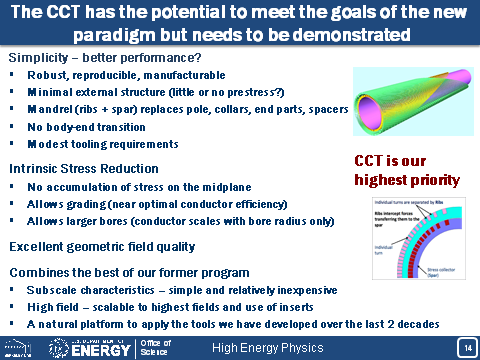 The CCT has the potential to meet the goals of the new
paradigm but needs to be demonstrated
Simplicity – better performance?
▪ Robust, reproducible, manufacturable
▪ Minimal external structure (little or no prestress?)
▪ Mandrel (ribs + spar) replaces pole, collars, end parts, spacers
▪ No body-end transition
▪ Modest tooling requirements
CCT is our
highest priority
Intrinsic Stress Reduction
▪ No accumulation of stress on the midplane
▪ Allows grading (near optimal conductor efficiency)
▪ Allows larger bores (conductor scales with bore radius only)
Individual turns are separated by Ribs
Ribs intercept forces
transferring them to the
spar
individual
turn
Stress collector
(Spar)
Excellent geometric field quality
Combines the best of our former program
▪ Subscale characteristics – simple and relatively inexpensive
▪ High field – scalable to highest fields and use of inserts
▪ A natural platform to apply the tools we have developed over the last 2 decades
U.S. DEPARTMENT OF
ENERGY
Office of
Science
High Energy Physics
14